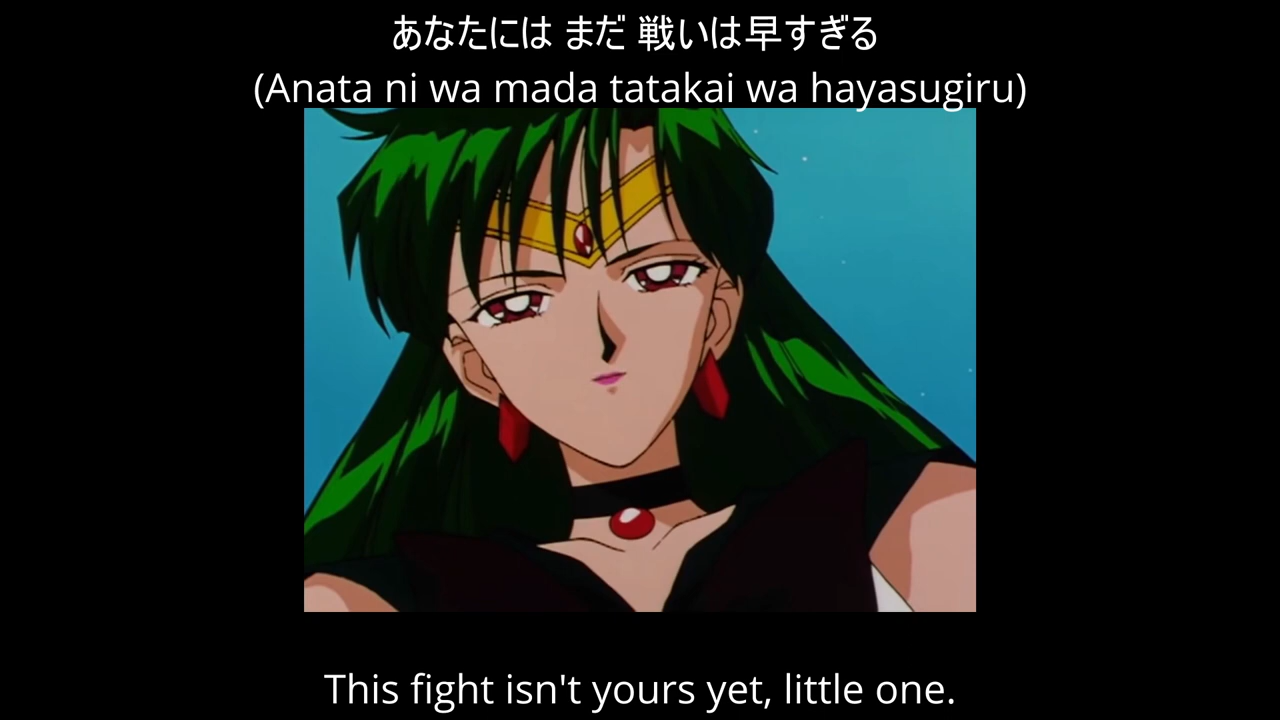 あなたには まだ 戦いは早すぎる
(Anata ni wa mada tatakai wa hayasugiru)
This fight isn't yours yet, little one.